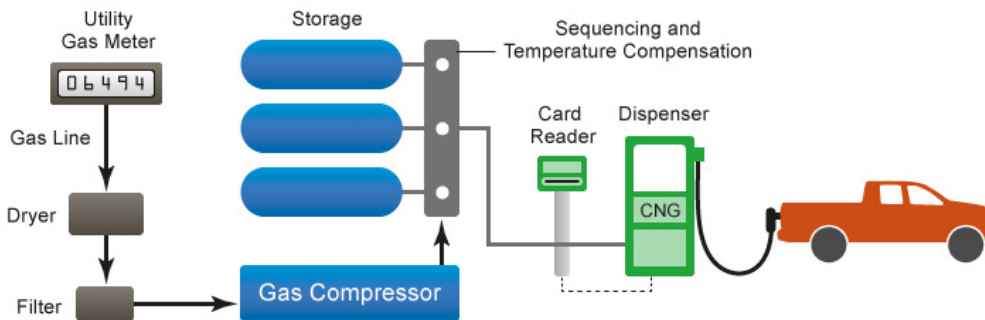 Utility
Gas Meter
06494
Gas Line
Dryer
Filter
Storage
Gas Compressor
Sequencing and
Temperature Compensation
Card
Reader
Dispenser
CNG